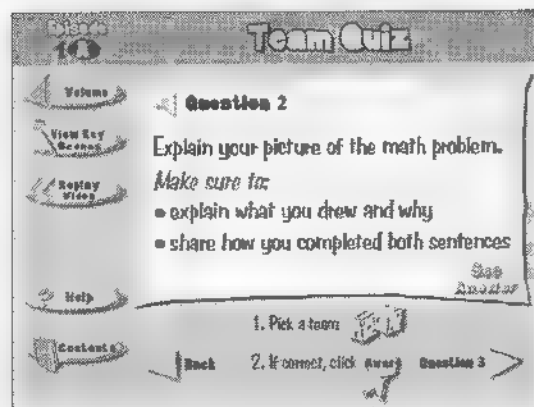 Episode
Team Quiz
Volume
View Key
Scenes
Replay
Video
Help
Contents
Question 2
Explain your picture of the math problem.
Make sure to:
• explain what you drew and why
• share how you completed both sentences
See
Answer
1. Pick a team
2. If correct, click Award
Back
Question 3